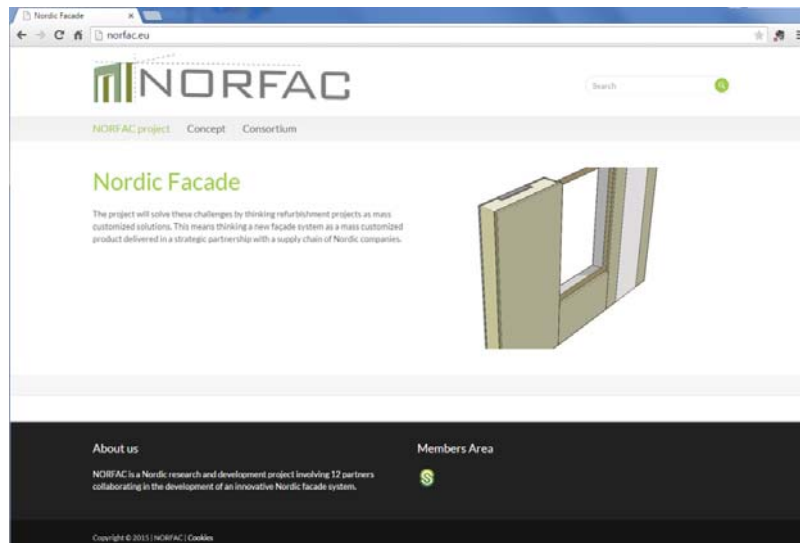 Nordic Facade
norfac.eu
NORFAC
Search
NORFAC project Concept Consortium
Nordic Facade
The project will solve these challenges by thinking refurbishment projects as mass
customized solutions. This means thinking a new façade system as a mass customized
product delivered in a strategic partnership with a supply chain of Nordic companies.
About us
Members Area
NORFAC is a Nordic research and development project involving 12 partners
collaborating in the development of an innovative Nordic facade system.
S
Copyright © 2015 | NORFAC | Cookies